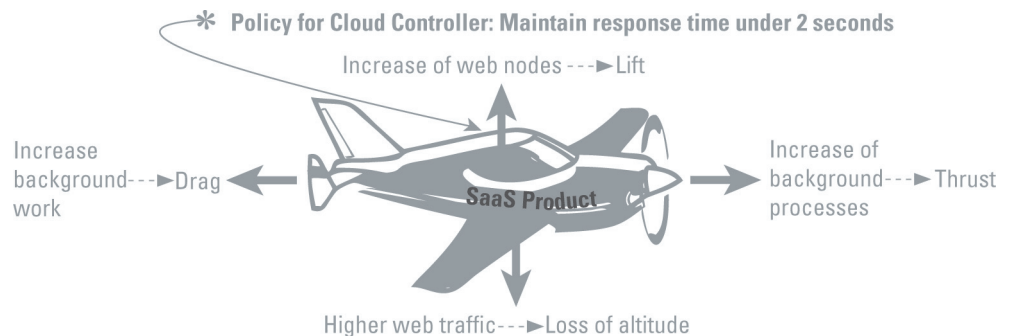 * Policy for Cloud Controller: Maintain response time under 2 seconds
Increase of web nodes ---► Lift
Increase
background---►Drag
work
SaaS Product
Increase of
background---► Thrust
processes
Higher web traffic---►Loss of altitude